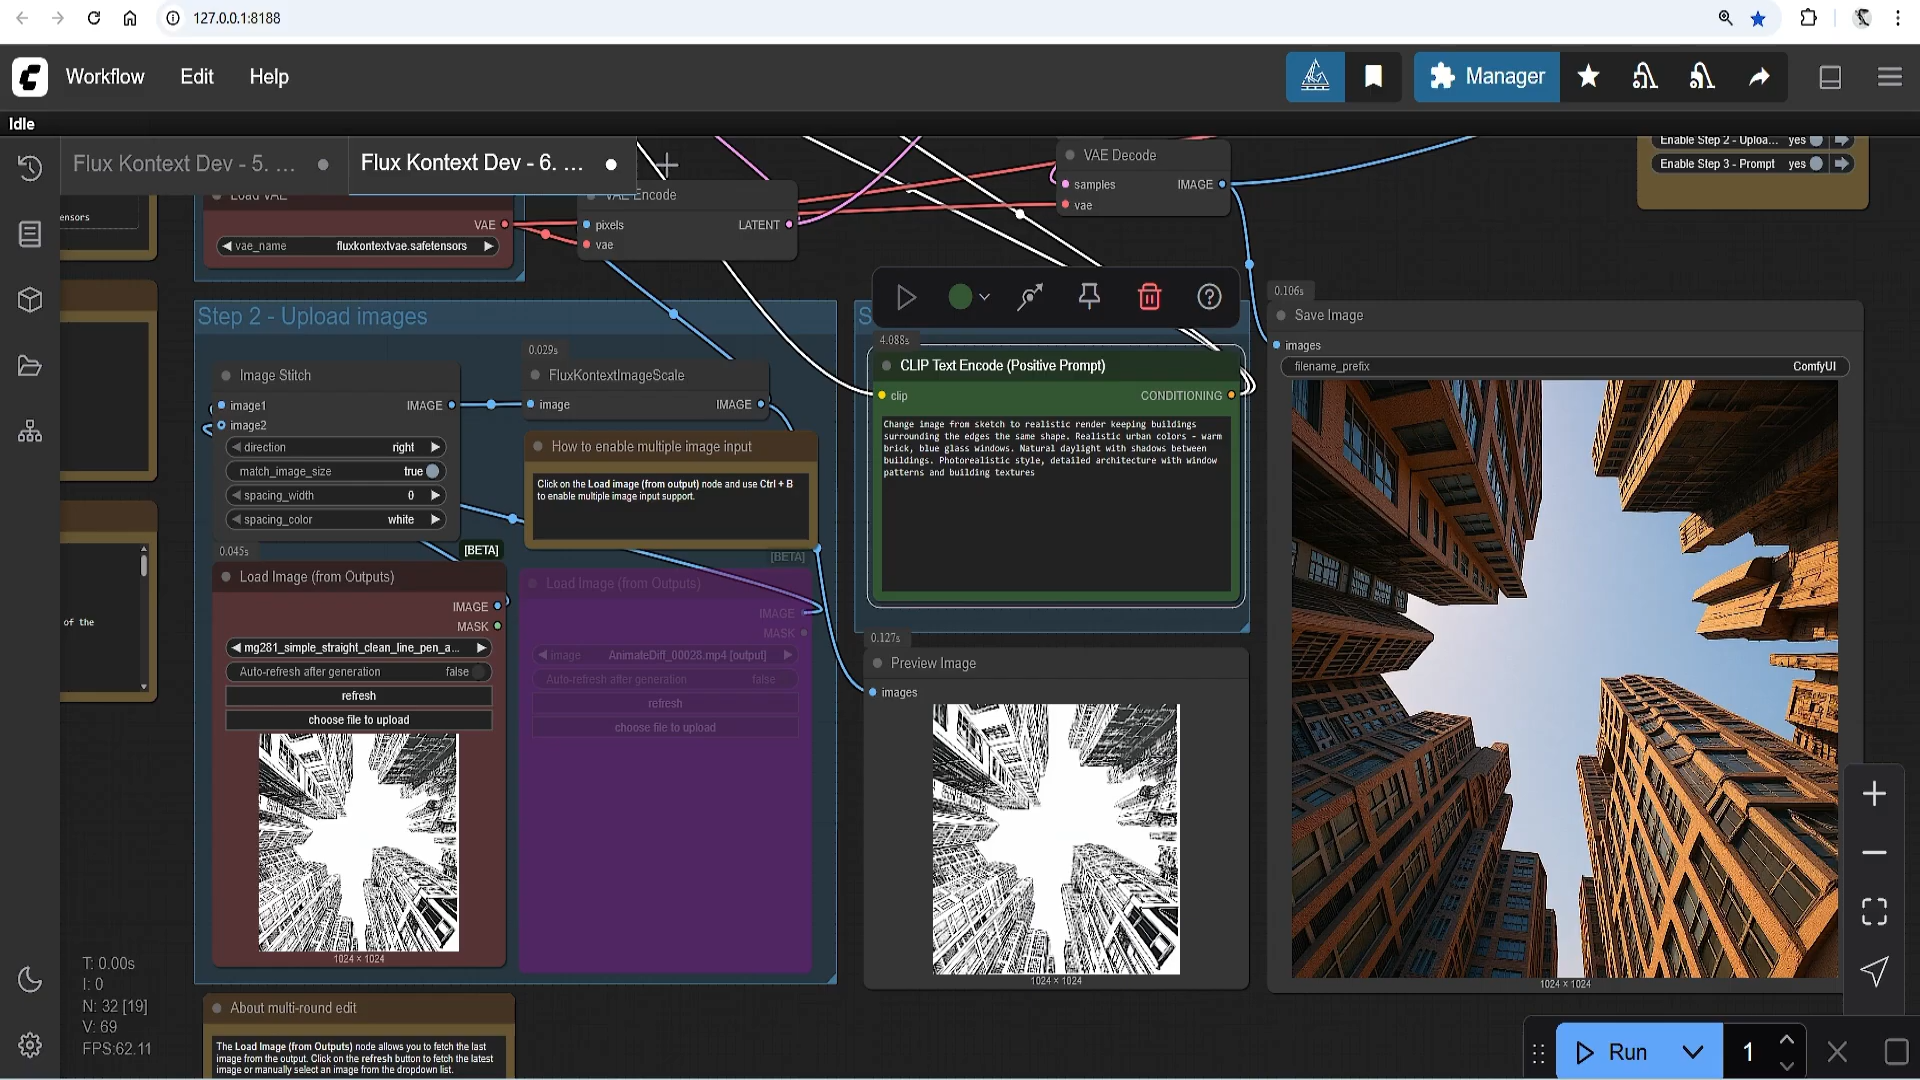 127.0.0.1:8188
Workflow
Edit
Help
Manager
Idle
Flux Kontext Dev - 5. ...
Flux Kontext Dev - 6. ...
ensors
of the
Load VAE
VAE
vae_name fluxkontextvae.safetensors
VAE Encode
pixels LATENT
vae
VAE Decode
samples IMAGE
vae
Enable Step 2 - Uploa... yes
Enable Step 3 - Prompt yes
Step 2 - Upload images
Image Stitch
image1 IMAGE
image2
direction right
match_image_size true
spacing_width 0
spacing_color white
0.029s
FluxKontextImageScale
image IMAGE
How to enable multiple image input
Click on the Load image (from output) node and use Ctrl + B
to enable multiple image input support.
0.045s
[BETA]
Load Image (from Outputs)
IMAGE
MASK
mg281_simple_straight_clean_line_pen_a...
Auto-refresh after generation false
refresh
choose file to upload
1024 × 1024
[BETA]
Load Image (from Outputs)
IMAGE
MASK
image AnimateDiff_00028.mp4 [output]
Auto-refresh after generation false
refresh
choose file to upload
S
4.088s
CLIP Text Encode (Positive Prompt)
clip CONDITIONING
Change image from sketch to realistic render keeping buildings
surrounding the edges the same shape. Realistic urban colors - warm
brick, blue glass windows. Natural daylight with shadows between
buildings. Photorealistic style, detailed architecture with window
patterns and building textures
0.127s
Preview Image
images
1024 × 1024
0.106s
Save Image
images
filename_prefix ComfyUI
1024 × 1024
T: 0.00s
I: 0
N: 32 [19]
V: 69
FPS:62.11
About multi-round edit
The Load Image (from Outputs) node allows you to fetch the last
image from the output. Click on the refresh button to fetch the latest
image or manually select an image from the dropdown list.
Run
1